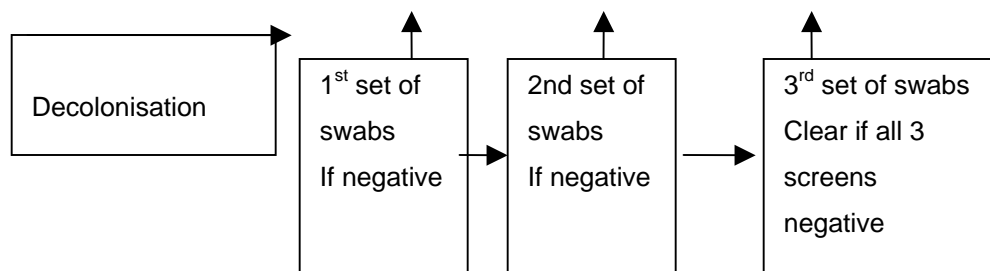 Decolonisation
1st set of
swabs
If negative
2nd set of
swabs
If negative
3rd set of swabs
Clear if all 3
screens
negative